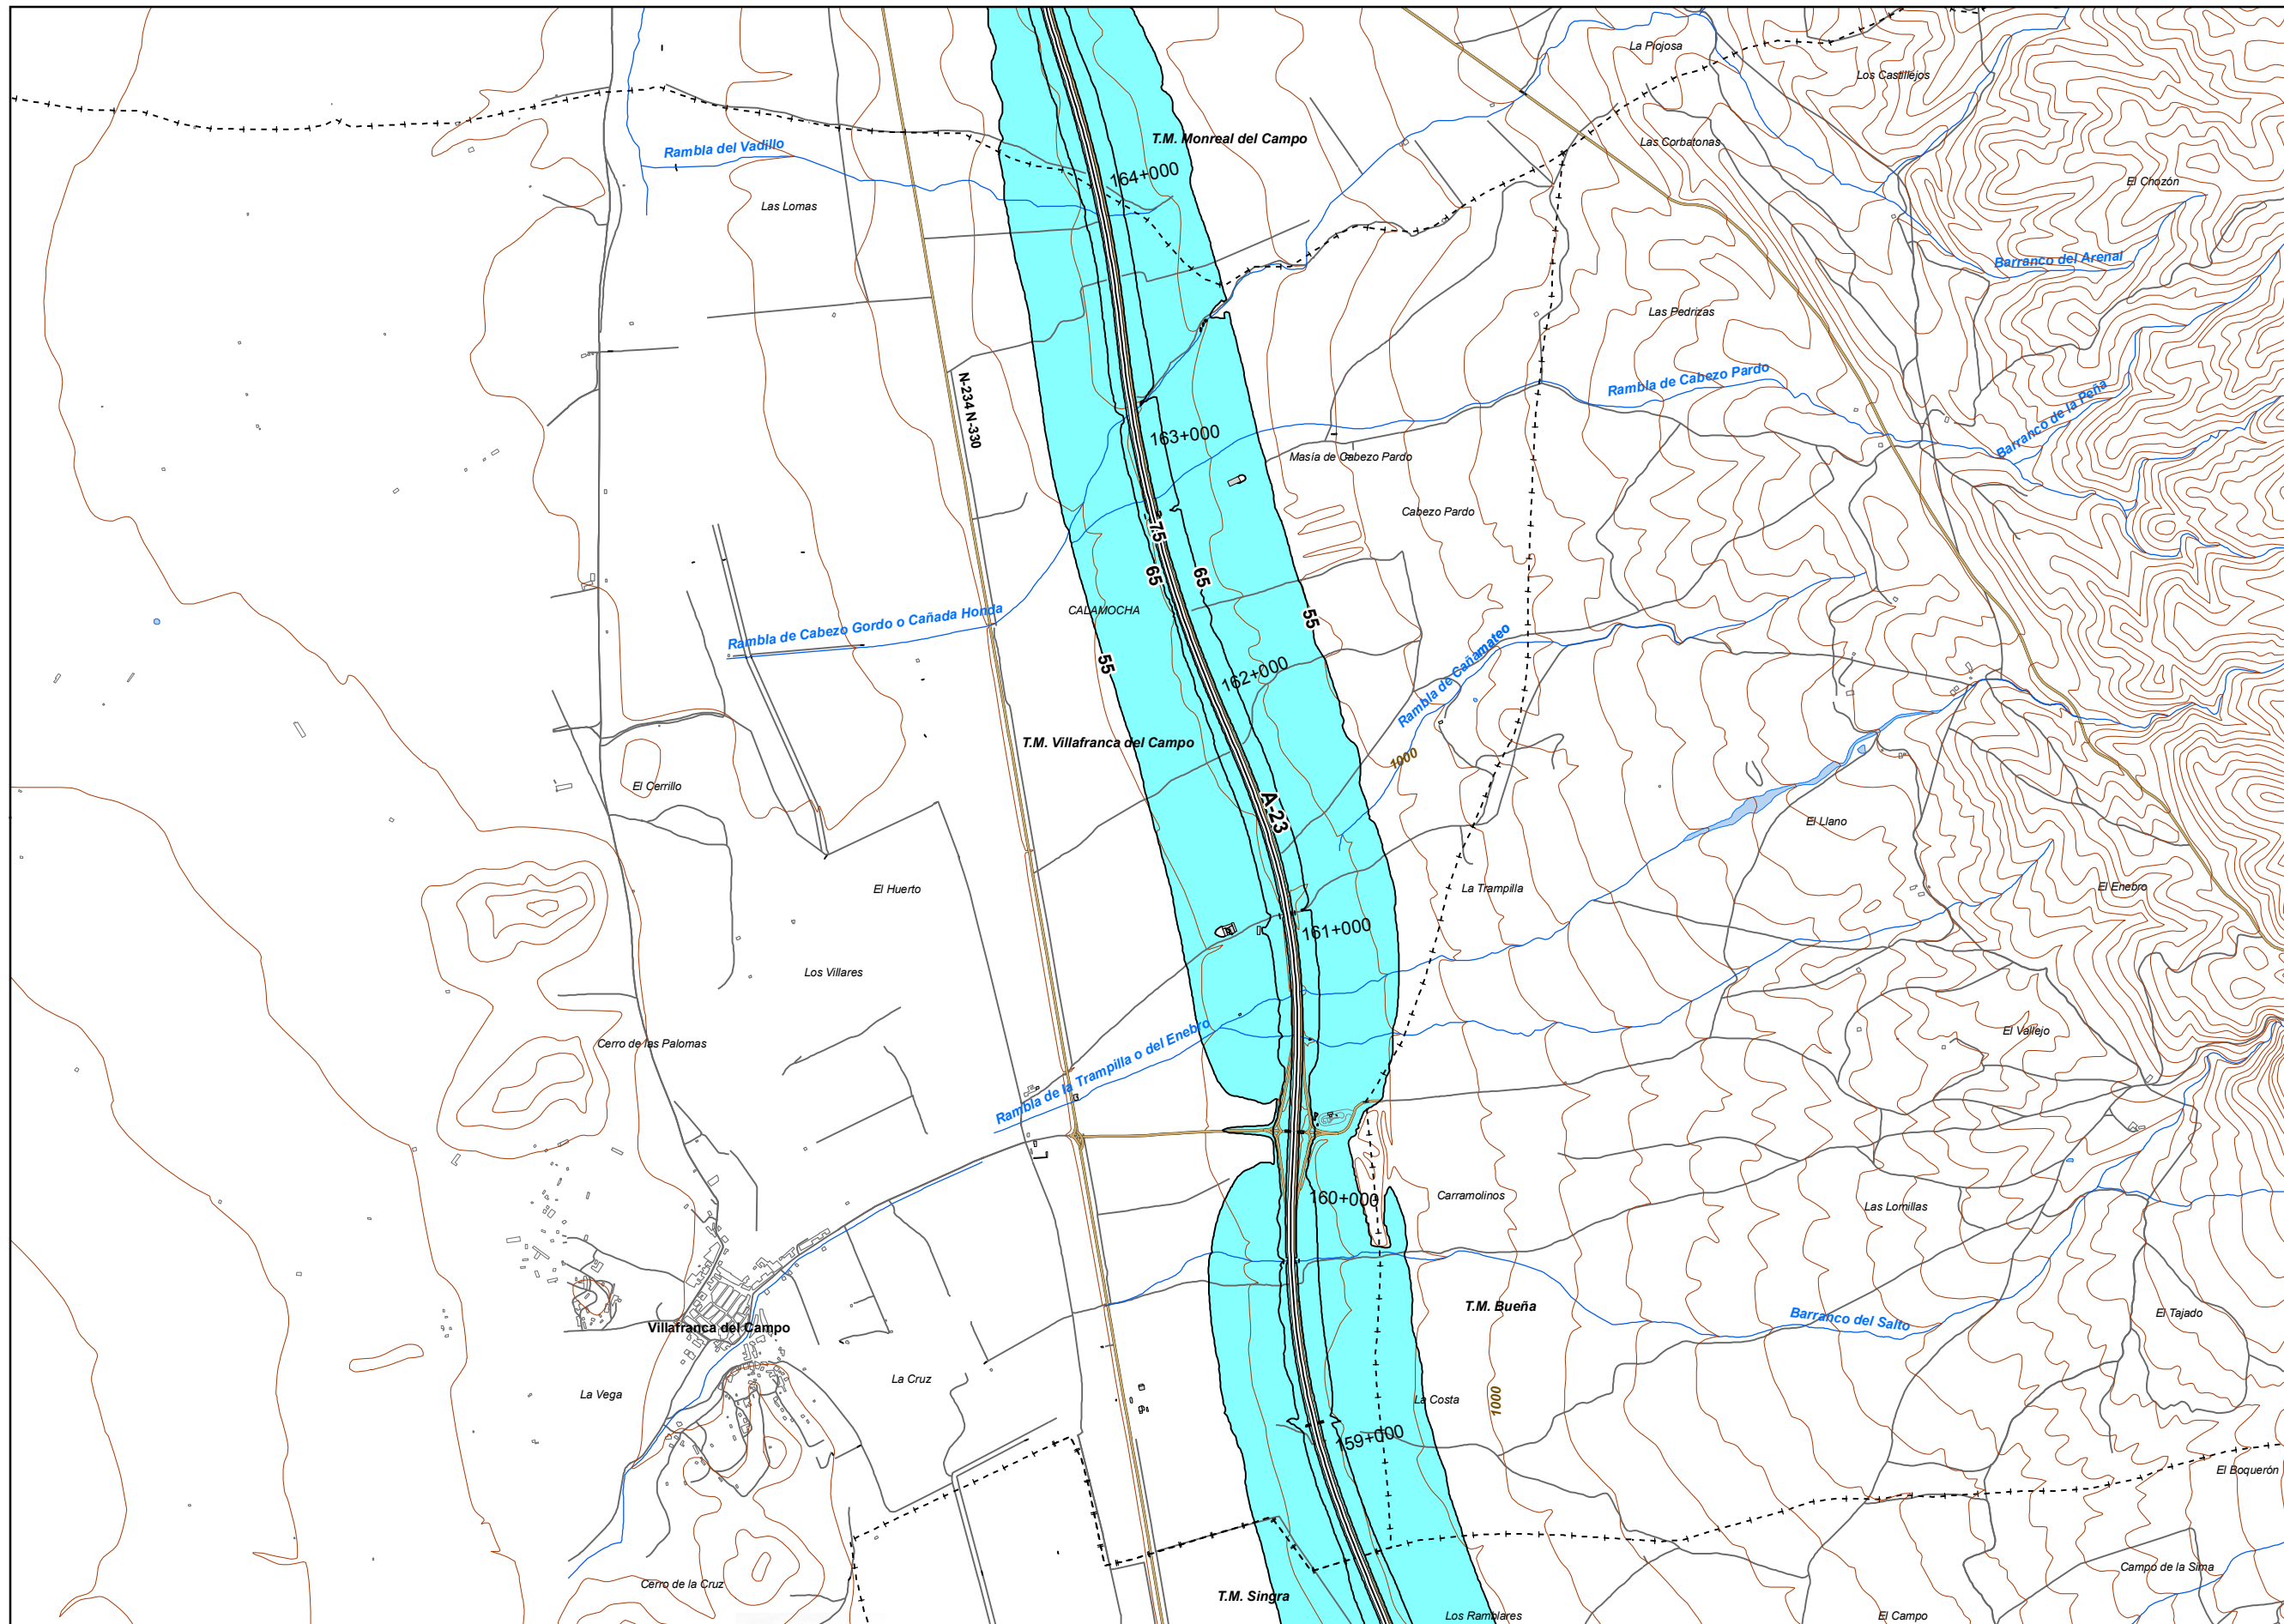 La Piojosa
Los Castillejos
T.M. Monreal del Campo
Las Corbatonas
Rambla del Vadillo
164+000
El Chozón
Las Lomas
Barranco del Arenal
Las Pedrizas
Rambla de Cabezo Pardo
N-234 N-330
Barranco de la Peña
163+000
Masía de Cabezo Pardo
Cabezo Pardo
75
65
65
CALAMOCHA
55
Rambla de Cabezo Gordo o Cañada Honda
55
Rambla de Cañamateo
162+000
T.M. Villafranca del Campo
1000
El Cerrillo
A-23
El Llano
El Huerto
La Trampilla
El Enebro
161+000
Los Villares
El Vallejo
Cerro de las Palomas
Rambla de la Trampilla o del Enebro
160+000
Carramolinos
Las Lomillas
T.M. Bueña
Barranco del Salto
El Tajado
Villafranca del Campo
La Cruz
La Vega
La Costa
1000
159+000
El Boquerón
Campo de la Sima
Cerro de la Cruz
T.M. Singra
Los Ramblares
El Campo